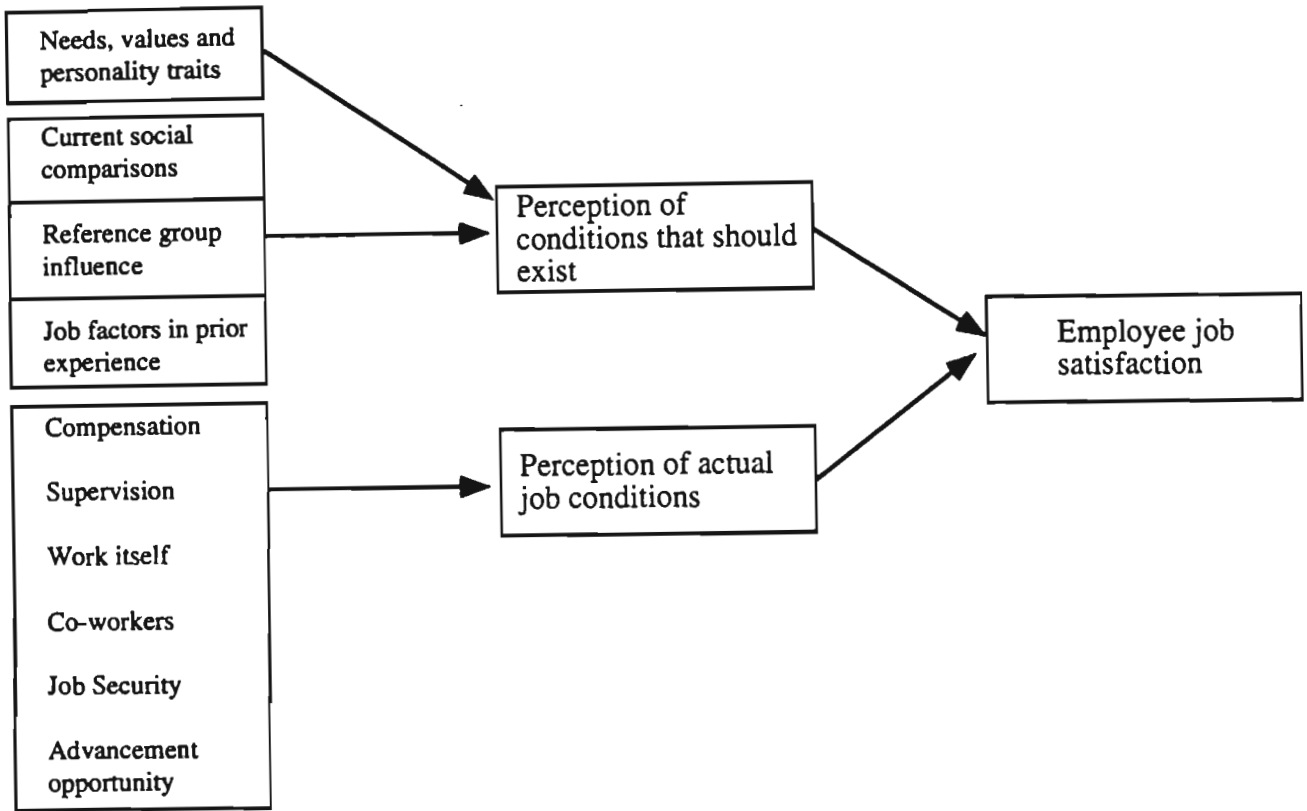 Needs, values and
personality traits
Current social
comparisons
Reference group
influence
Job factors in prior
experience
Compensation
Supervision
Work itself
Co-workers
Job Security
Advancement
opportunity
Perception of
conditions that should
exist
Perception of actual
job conditions
Employee job
satisfaction